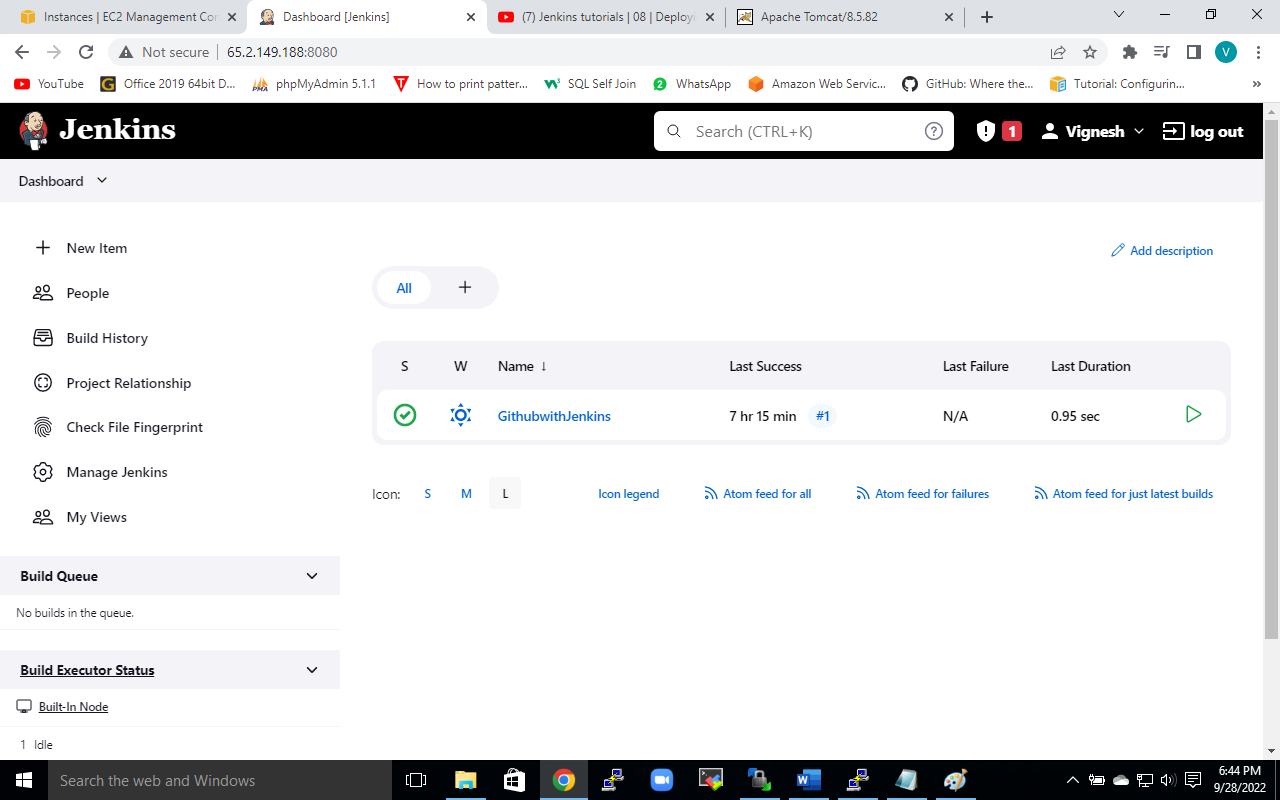 Instances | EC2 Management Con
Dashboard [Jenkins]
(7) Jenkins tutorials | 08 | Deployi
Apache Tomcat/8.5.82
Not secure
65.2.149.188:8080
V
YouTube
Office 2019 64bit D...
phpMyAdmin 5.1.1
How to print patter...
SQL Self Join
WhatsApp
Amazon Web Servic...
GitHub: Where the...
Tutorial: Configurin...
»
Jenkins
Search (CTRL+K)
1
Vignesh
log out
Dashboard
New Item
Add description
People
All
Build History
S W Name ↓ Last Success Last Failure Last Duration
Project Relationship
GithubwithJenkins 7 hr 15 min #1 N/A 0.95 sec
Check File Fingerprint
Manage Jenkins
Icon: S M L
Icon legend
Atom feed for all
Atom feed for failures
Atom feed for just latest builds
My Views
Build Queue
No builds in the queue.
Build Executor Status
Built-In Node
1 Idle
Search the web and Windows
6:44 PM
9/28/2022